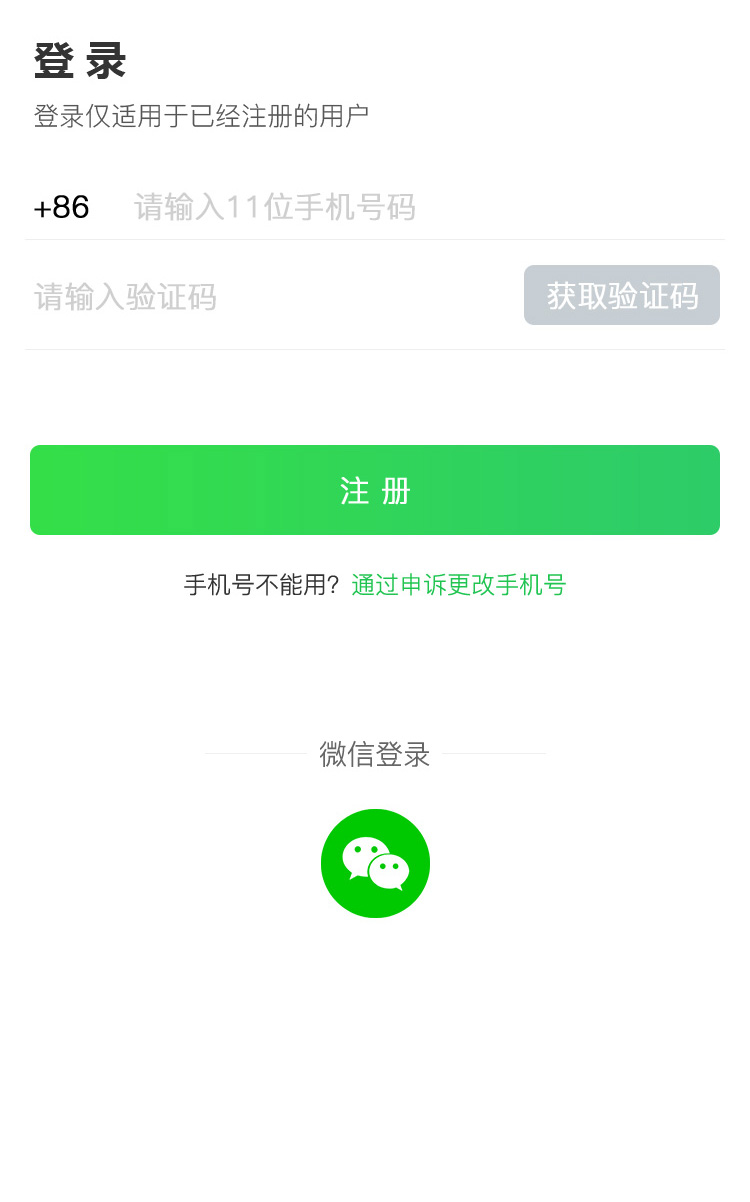 登录
登录仅适用于已经注册的用户
+86 请输入11位手机号码
请输入验证码 获取验证码
注册
手机号不能用？通过申诉更改手机号
微信登录